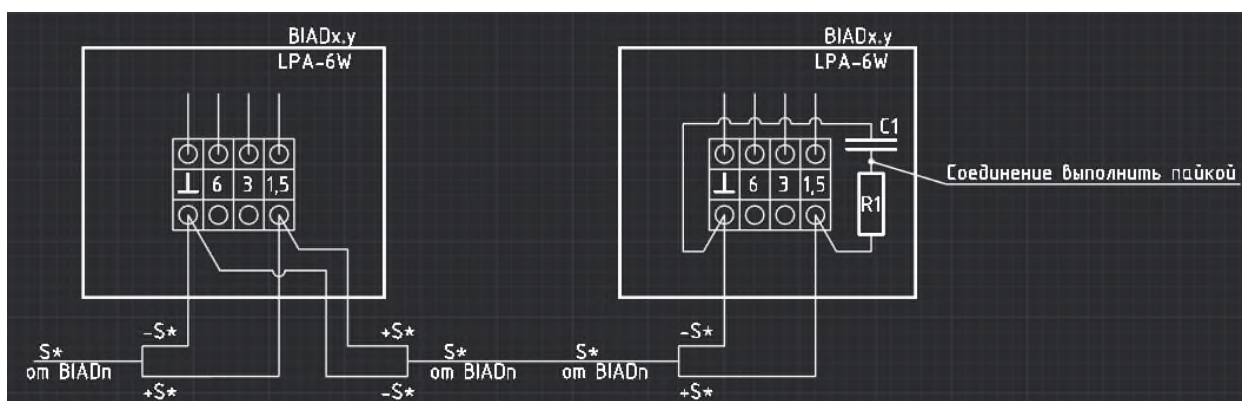 BIADx.y
LPA-6W
⊥ 6 3 1,5
-S*
+S*
S*
от BIADn
+S*
-S*
S*
от BIADn
BIADx.y
LPA-6W
⊥ 6 3 1,5
C1
R1
Соединение выполнить пайкой
S*
от BIADn
-S*
+S*